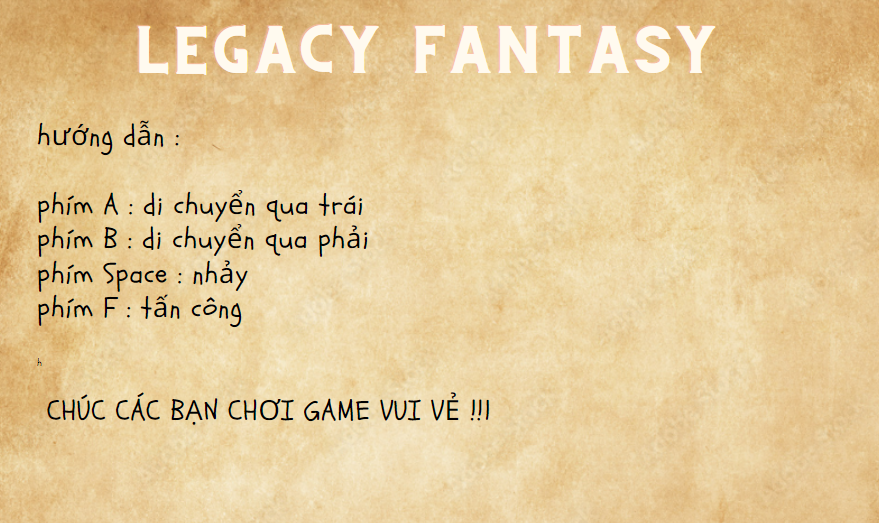 LEGACY FANTASY
hướng dẫn :
phím A : di chuyển qua trái
phím B : di chuyển qua phải
phím Space : nhảy
phím F : tấn công
h
CHÚC CÁC BẠN CHƠI GAME VUI VẺ !!!